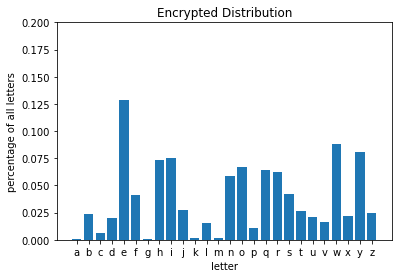 Encrypted Distribution
percentage of all letters
0.200
0.175
0.150
0.125
0.100
0.075
0.050
0.025
0.000
a b c d e f g h i j k l m n o p q r s t u v w x y z
letter